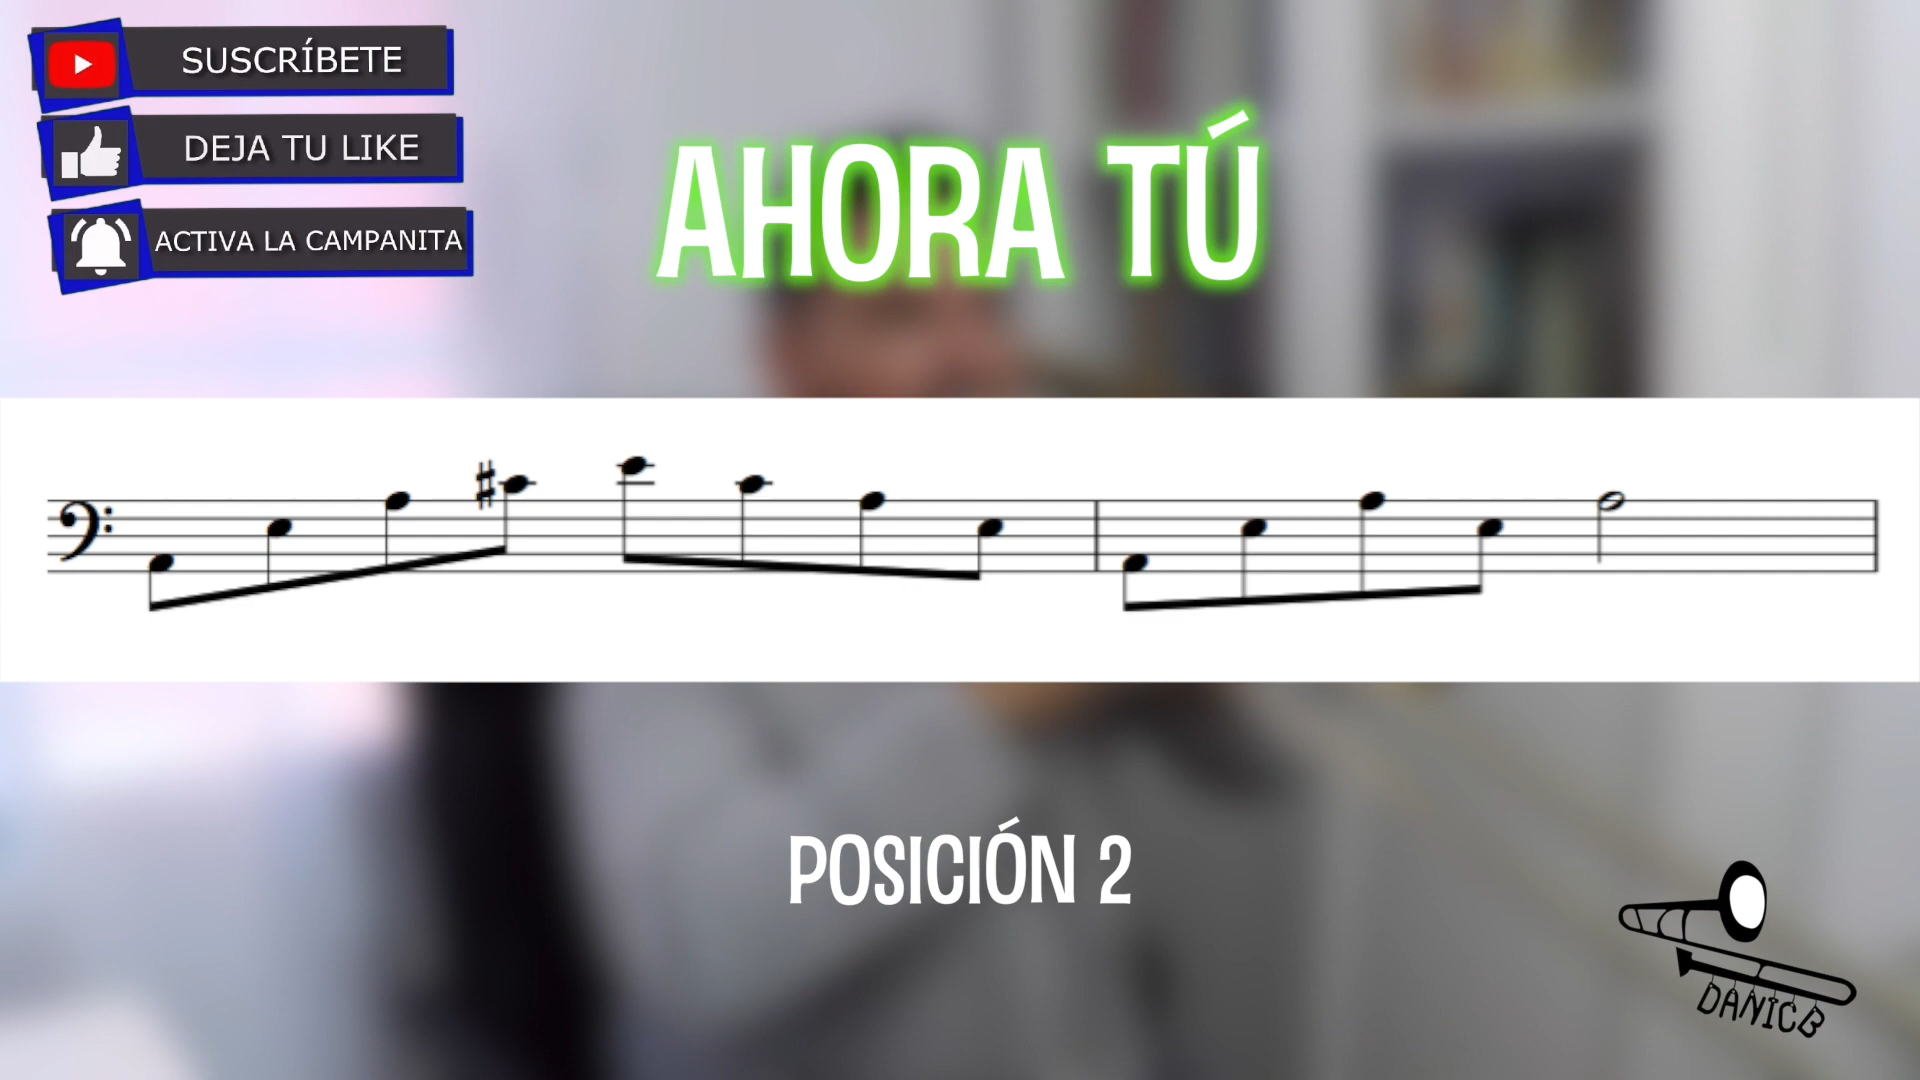 SUSCRÍBETE
DEJA TU LIKE
ACTIVA LA CAMPANITA
AHORA TÚ
POSICIÓN 2
DANICB